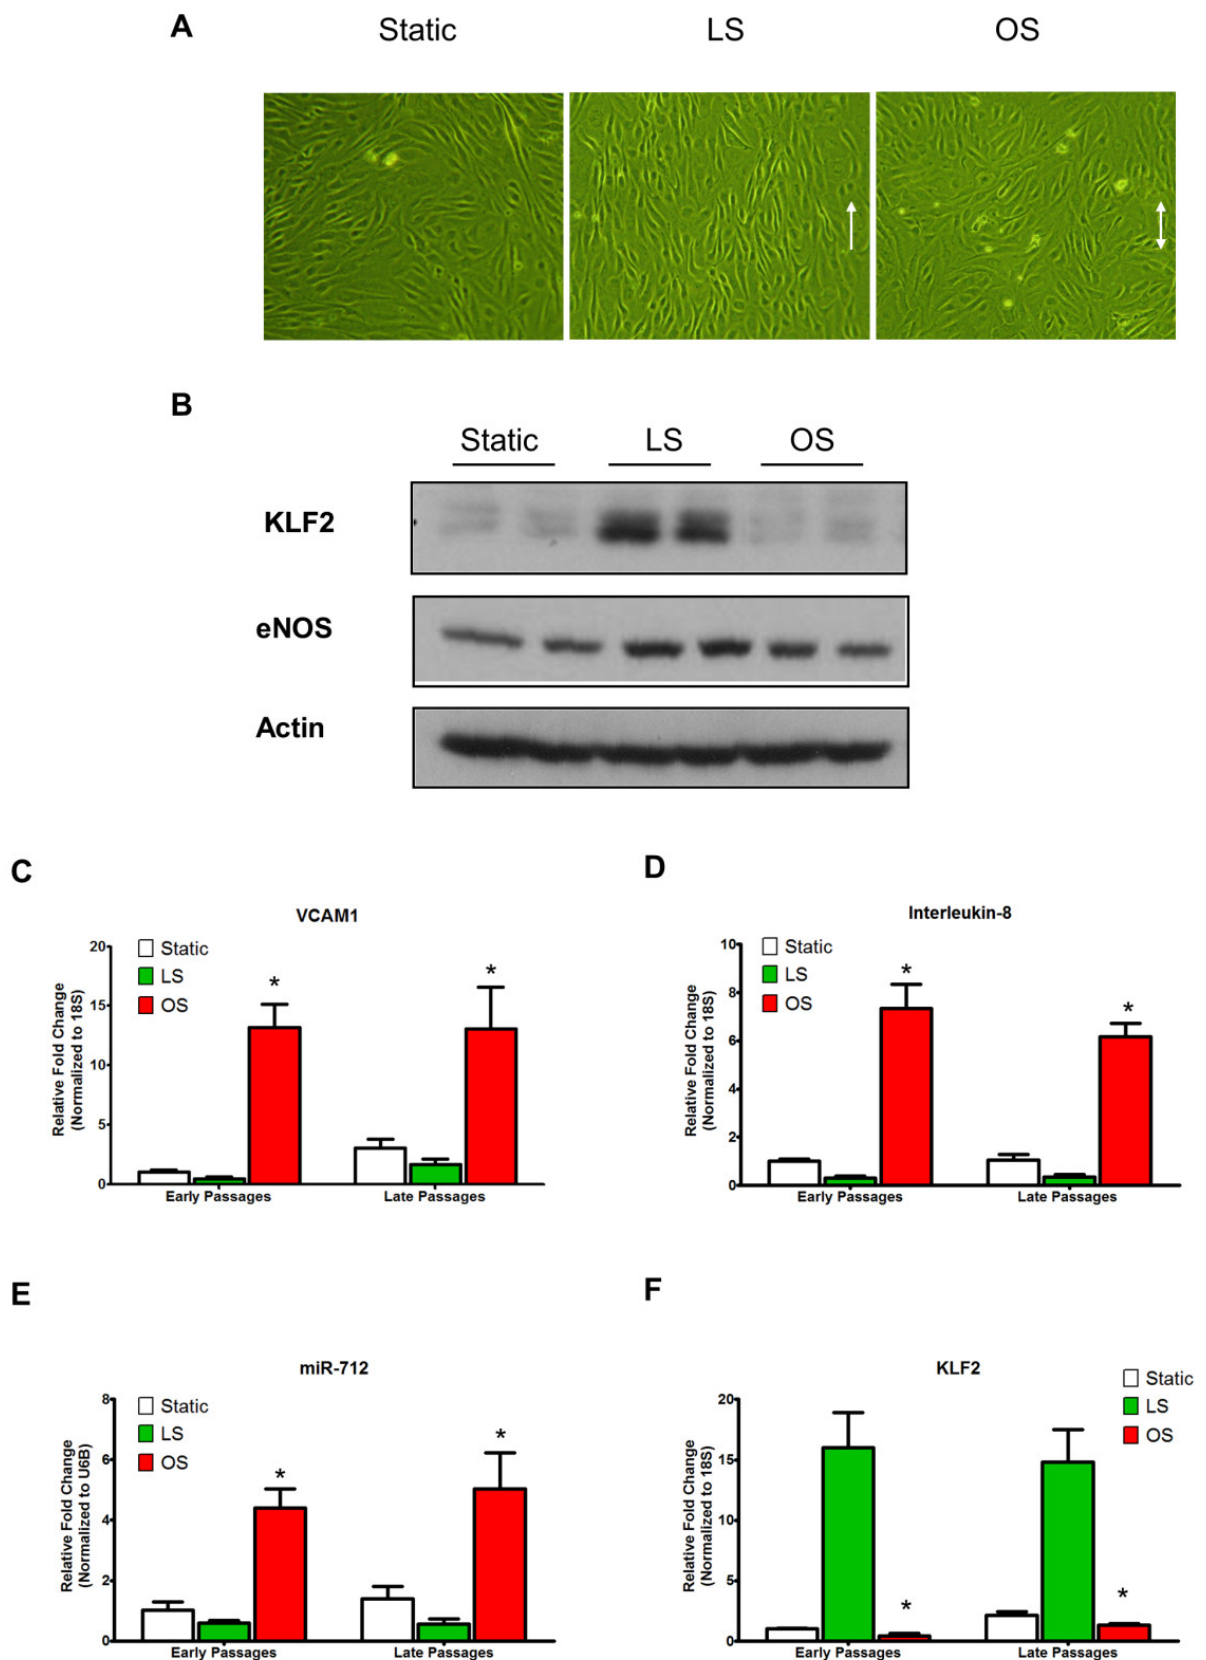 A
Static LS OS
B
Static LS OS
KLF2
eNOS
Actin
C
VCAM1
Relative Fold Change
(Normalized to 18S)
20
15
10
5
0
Static
LS
OS
*
*
Early Passages Late Passages
D
Interleukin-8
Relative Fold Change
(Normalized to 18S)
10
8
6
4
2
0
Static
LS
OS
*
*
Early Passages Late Passages
E
miR-712
Relative Fold Change
(Normalized to U6B)
8
6
4
2
0
Static
LS
OS
*
*
Early Passages Late Passages
F
KLF2
Relative Fold Change
(Normalized to 18S)
20
15
10
5
0
Static
LS
OS
*
*
Early Passages Late Passages